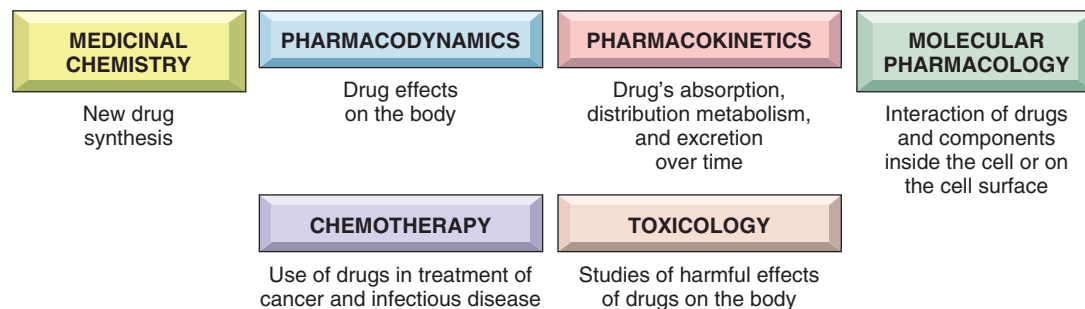 MEDICINAL
CHEMISTRY
New drug
synthesis
PHARMACODYNAMICS
Drug effects
on the body
PHARMACOKINETICS
Drug's absorption,
distribution metabolism,
and excretion
over time
MOLECULAR
PHARMACOLOGY
Interaction of drugs
and components
inside the cell or on
the cell surface
CHEMOTHERAPY
Use of drugs in treatment of
cancer and infectious disease
TOXICOLOGY
Studies of harmful effects
of drugs on the body